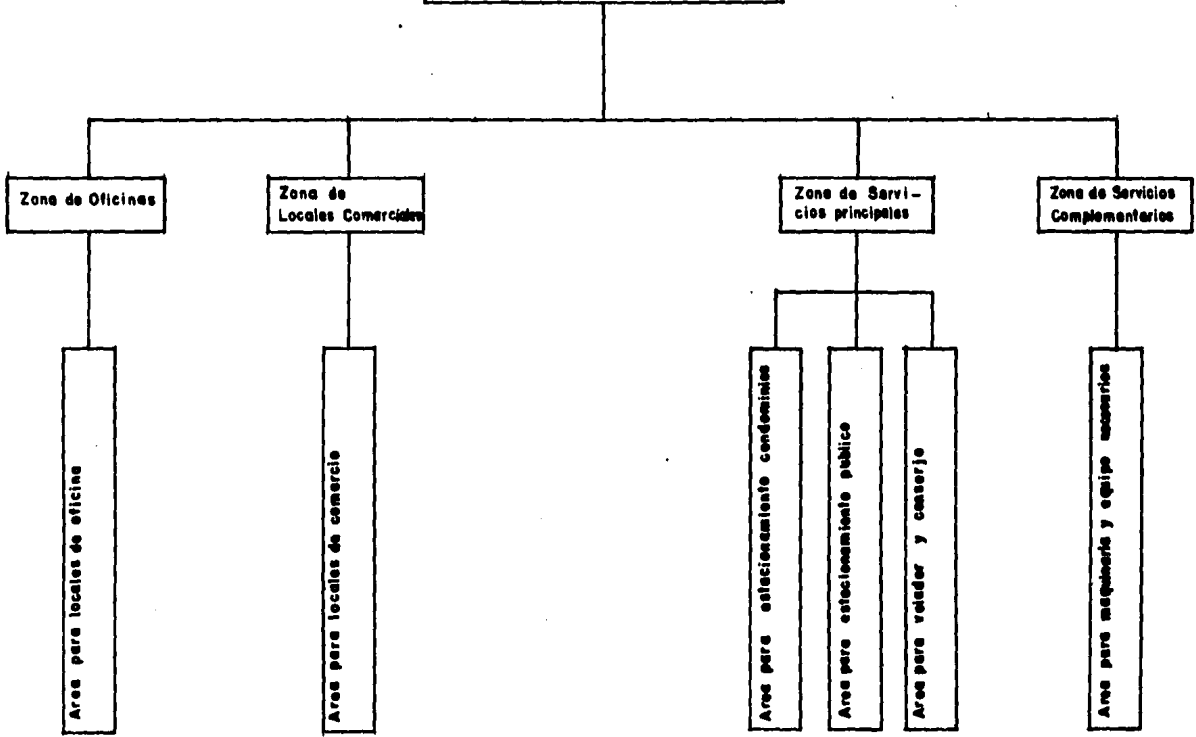 Zona de Oficinas
Zona de
Locales Comerciales
Zona de Servi-
cios principales
Zona de Servicios
Complementarios
Area para locales de oficina
Area para locales de comercio
Area para estacionamiento condominios
Area para estacionamiento publico
Area para velador y conserje
Area para maquinaria y equipo necesarios